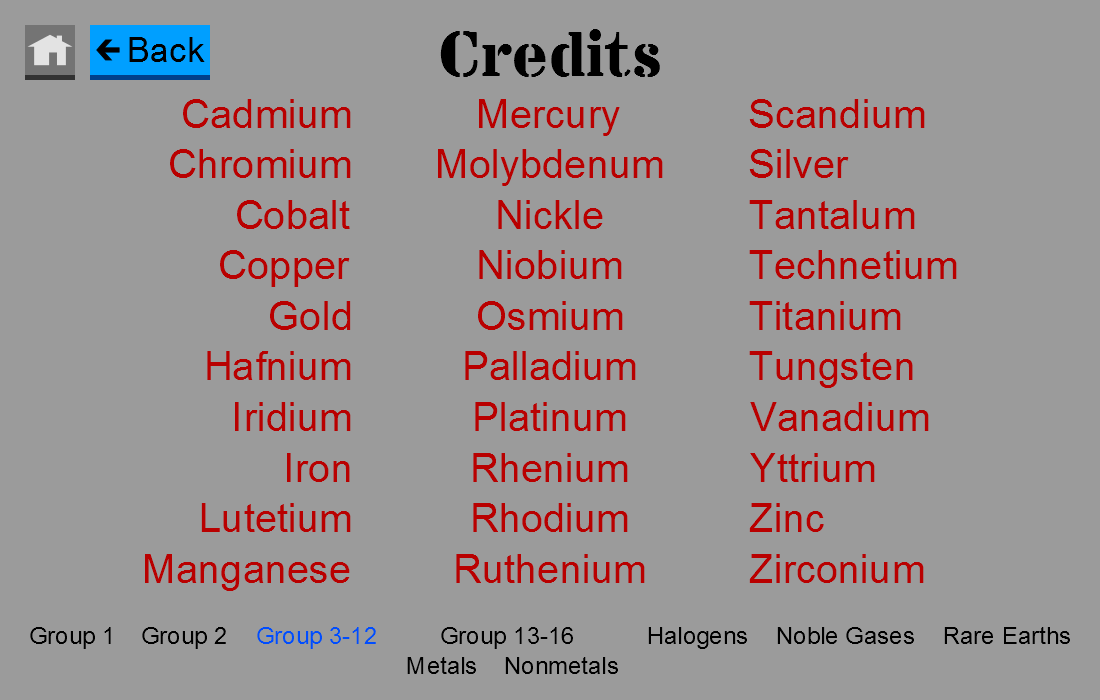 Back
Credits
Cadmium Mercury Scandium
Chromium Molybdenum Silver
Cobalt Nickle Tantalum
Copper Niobium Technetium
Gold Osmium Titanium
Hafnium Palladium Tungsten
Iridium Platinum Vanadium
Iron Rhenium Yttrium
Lutetium Rhodium Zinc
Manganese Ruthenium Zirconium
Group 1 Group 2 Group 3-12 Group 13-16 Halogens Noble Gases Rare Earths
Metals Nonmetals